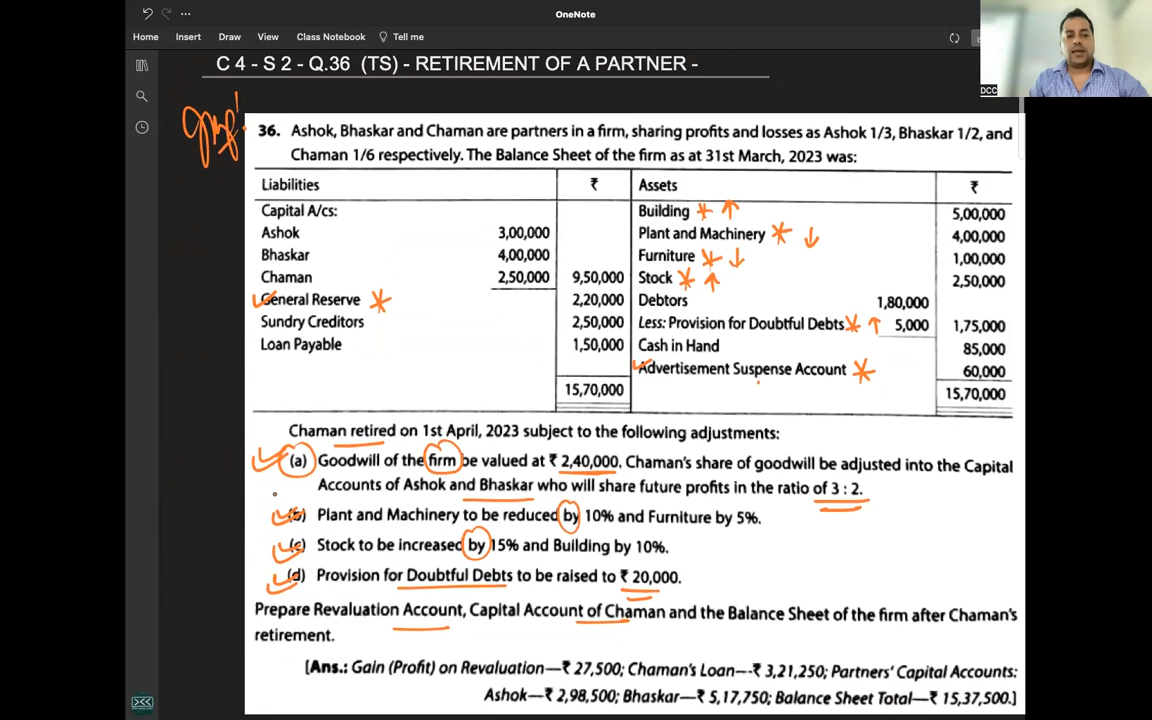 OneNote
Home Insert Draw View Class Notebook Tell me
C 4 - S 2 - Q.36 (TS) - RETIREMENT OF A PARTNER -
DCC
36. Ashok, Bhaskar and Chaman are partners in a firm, sharing profits and losses as Ashok 1/3, Bhaskar 1/2, and
Chaman 1/6 respectively. The Balance Sheet of the firm as at 31st March, 2023 was:
Liabilities ₹ Assets ₹
Capital A/cs: Building 5,00,000
Ashok 3,00,000 Plant and Machinery 4,00,000
Bhaskar 4,00,000 Furniture 1,00,000
Chaman 2,50,000 9,50,000 Stock 2,50,000
General Reserve 2,20,000 Debtors 1,80,000
Sundry Creditors 2,50,000 Less: Provision for Doubtful Debts 5,000 1,75,000
Loan Payable 1,50,000 Cash in Hand 85,000
Advertisement Suspense Account 60,000
15,70,000 15,70,000
Chaman retired on 1st April, 2023 subject to the following adjustments:
(a) Goodwill of the firm be valued at ₹ 2,40,000. Chaman's share of goodwill be adjusted into the Capital
Accounts of Ashok and Bhaskar who will share future profits in the ratio of 3 : 2.
(b) Plant and Machinery to be reduced by 10% and Furniture by 5%.
(c) Stock to be increased by 15% and Building by 10%.
(d) Provision for Doubtful Debts to be raised to ₹ 20,000.
Prepare Revaluation Account, Capital Account of Chaman and the Balance Sheet of the firm after Chaman's
retirement.
[Ans.: Gain (Profit) on Revaluation—₹ 27,500; Chaman's Loan—₹ 3,21,250; Partners' Capital Accounts:
Ashok—₹ 2,98,500; Bhaskar—₹ 5,17,750; Balance Sheet Total—₹ 15,37,500.]